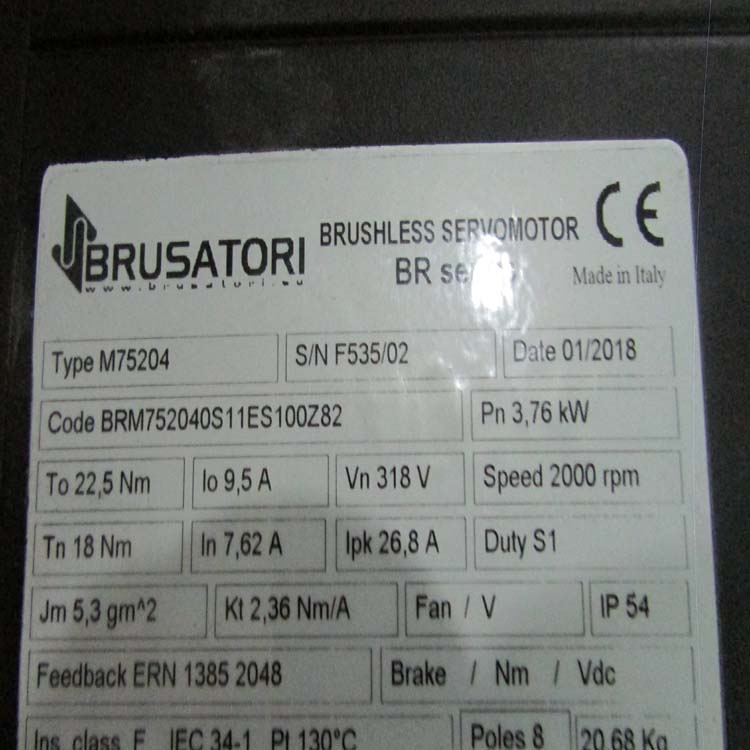 BRUSATORI
www.brusatori.eu
BRUSHLESS SERVOMOTOR
BR
CE
Made in Italy
Type M75204
S/N F535/02
Date 01/2018
Code BRM752040S11ES100Z82
Pn 3,76 kW
To 22,5 Nm
Io 9,5 A
Vn 318 V
Speed 2000 rpm
Tn 18 Nm
In 7,62 A
Ipk 26,8 A
Duty S1
Jm 5,3 gm^2
Kt 2,36 Nm/A
Fan / V
IP 54
Feedback ERN 1385 2048
Brake / Nm / Vdc
Ins. class F IEC 34-1 Pt 130°C
Poles 8
20,68 Kg